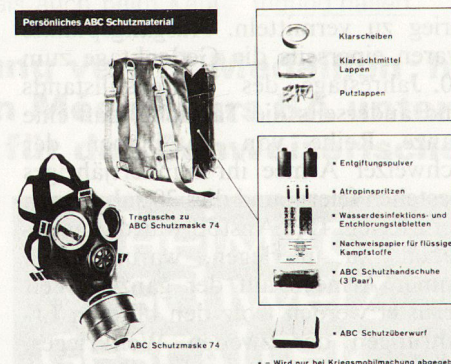 Persönliches ABC Schutzmaterial
Klarscheiben
Klarsichtmittel
Lappen
Putzlappen
Entgiftungspulver
* Atropinspritzen
* Wasserdesinfektions- und
Entchlorungstabletten
* Nachweispapier für flüssige
Kampfstoffe
* ABC Schutzhandschuhe
(3 Paar)
* ABC Schutzüberwurf
Tragtasche zu
ABC Schutzmaske 74
ABC Schutzmaske 74
* = Wird nur bei Kriegsmobilmachung